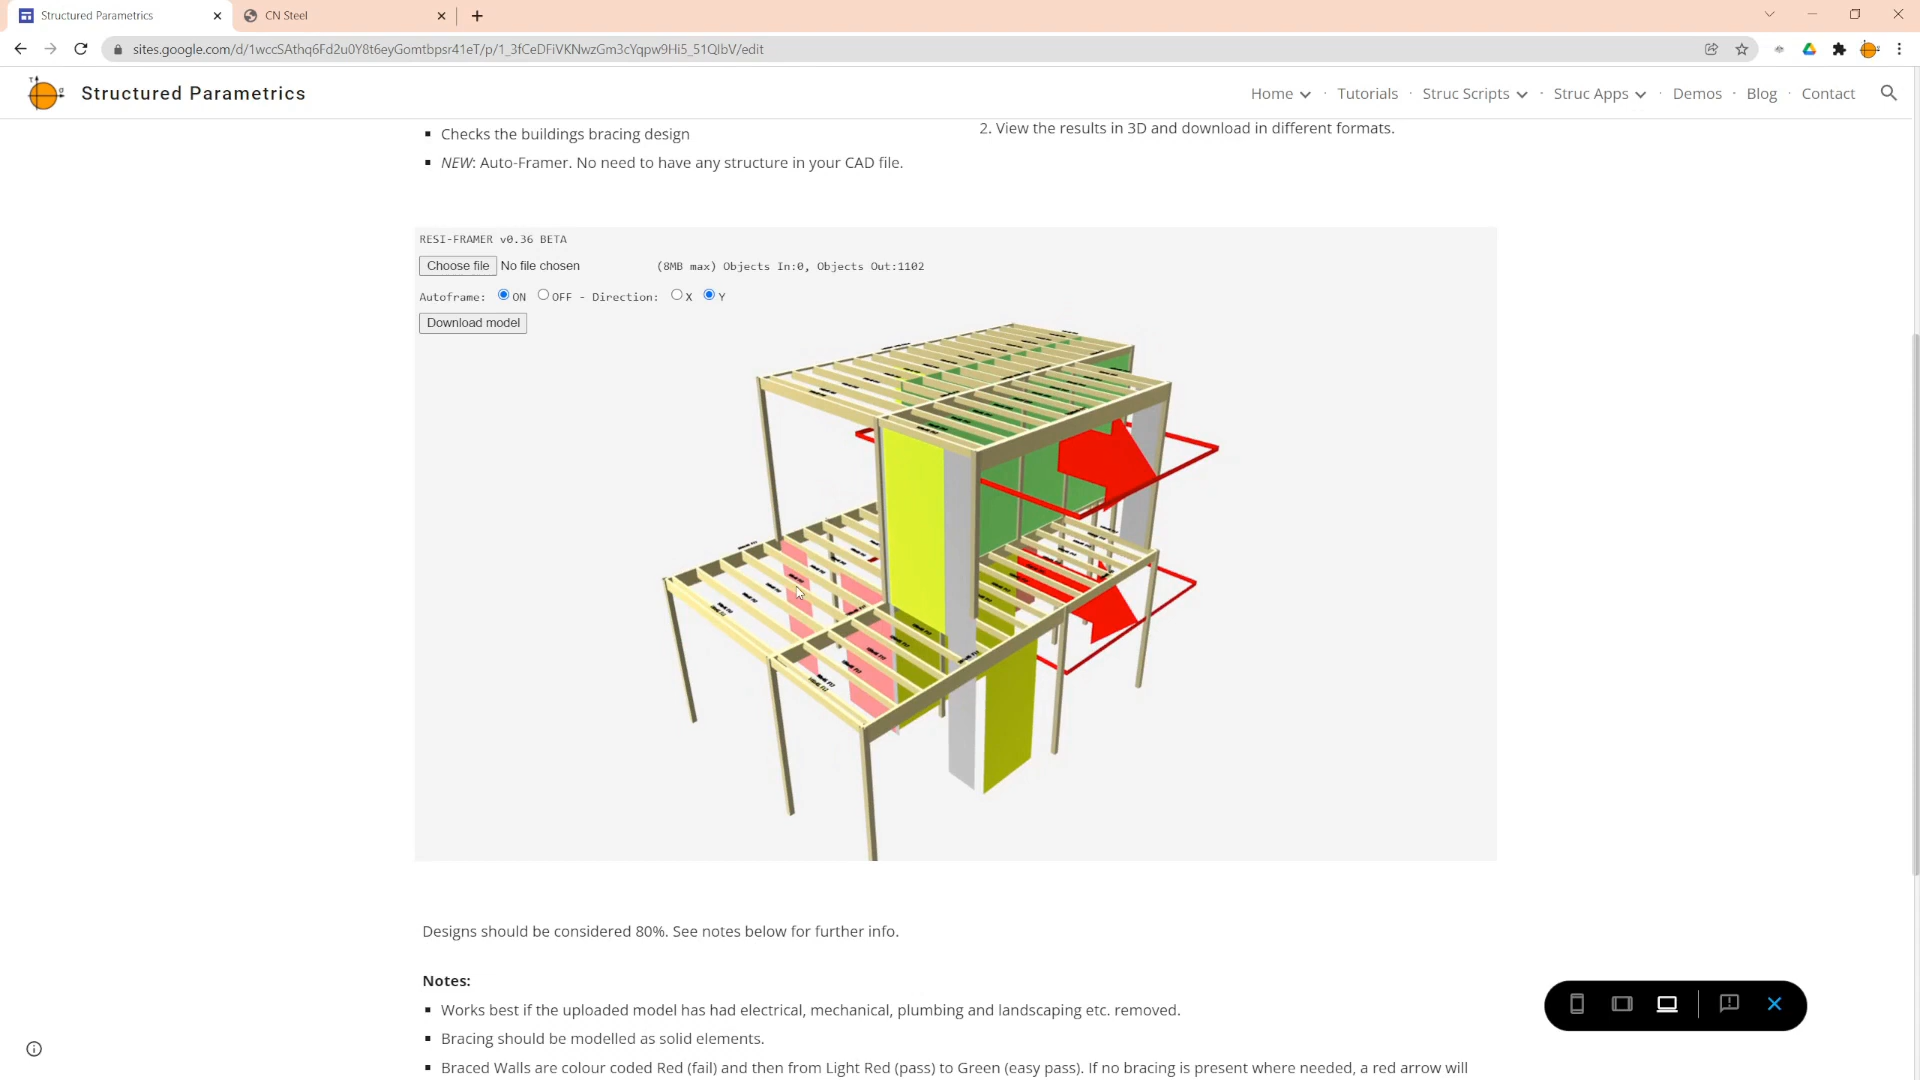 Structured Parametrics
CN Steel
sites.google.com/d/1wccSAthq6Fd2u0Y8t6eyGomtbpsr41eT/p/1_3fCeDFiVKNwzGm3cYqpw9Hi5_51QIbV/edit
Structured Parametrics
Home
Tutorials
Struc Scripts
Struc Apps
Demos
Blog
Contact
Checks the buildings bracing design
NEW: Auto-Framer. No need to have any structure in your CAD file.
2. View the results in 3D and download in different formats.
RESI-FRAMER v0.36 BETA
Choose file No file chosen (8MB max) Objects In:0, Objects Out:1102
Autoframe: ON OFF - Direction: X Y
Download model
Designs should be considered 80%. See notes below for further info.
Notes:
Works best if the uploaded model has had electrical, mechanical, plumbing and landscaping etc. removed.
Bracing should be modelled as solid elements.
Braced Walls are colour coded Red (fail) and then from Light Red (pass) to Green (easy pass). If no bracing is present where needed, a red arrow will